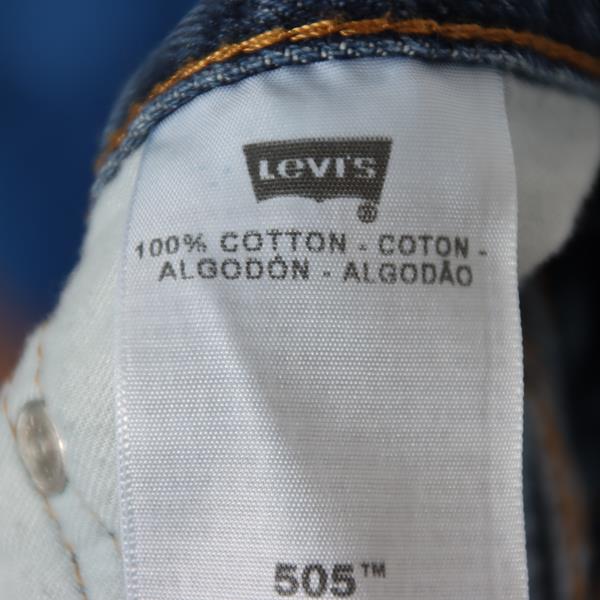 LEVI'S
®
100% COTTON - COTON -
ALGODÓN - ALGODÃO
505™